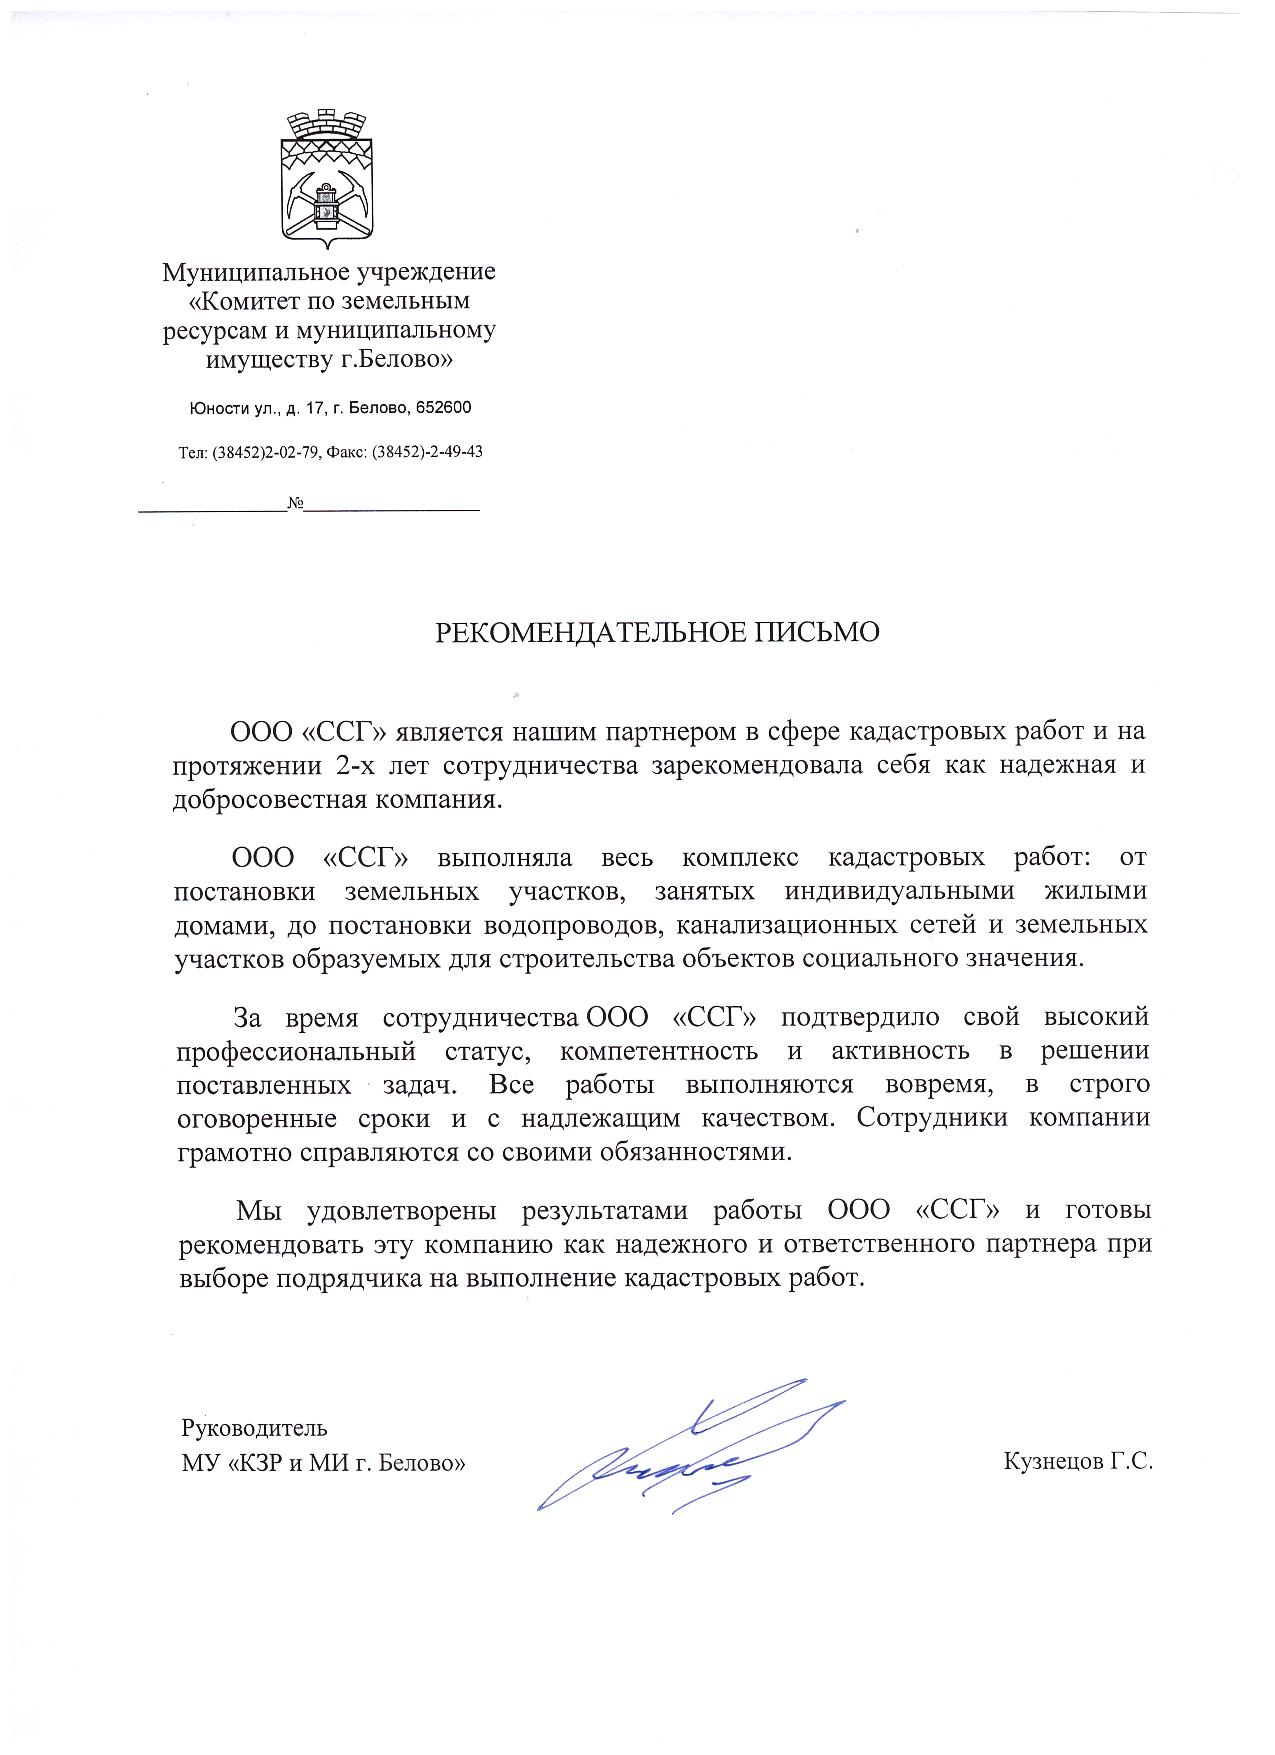 Муниципальное учреждение
«Комитет по земельным
ресурсам и муниципальному
имуществу г.Белово»
Юности ул., д. 17, г. Белово, 652600
Тел: (38452)2-02-79, Факс: (38452)-2-49-43
_______________№__________________
РЕКОМЕНДАТЕЛЬНОЕ ПИСЬМО
ООО «ССГ» является нашим партнером в сфере кадастровых работ и на
протяжении 2-х лет сотрудничества зарекомендовала себя как надежная и
добросовестная компания.
ООО «ССГ» выполняла весь комплекс кадастровых работ: от
постановки земельных участков, занятых индивидуальными жилыми
домами, до постановки водопроводов, канализационных сетей и земельных
участков образуемых для строительства объектов социального значения.
За время сотрудничества ООО «ССГ» подтвердило свой высокий
профессиональный статус, компетентность и активность в решении
поставленных задач. Все работы выполняются вовремя, в строго
оговоренные сроки и с надлежащим качеством. Сотрудники компании
грамотно справляются со своими обязанностями.
Мы удовлетворены результатами работы ООО «ССГ» и готовы
рекомендовать эту компанию как надежного и ответственного партнера при
выборе подрядчика на выполнение кадастровых работ.
Руководитель
МУ «КЗР и МИ г. Белово» Кузнецов Г.С.